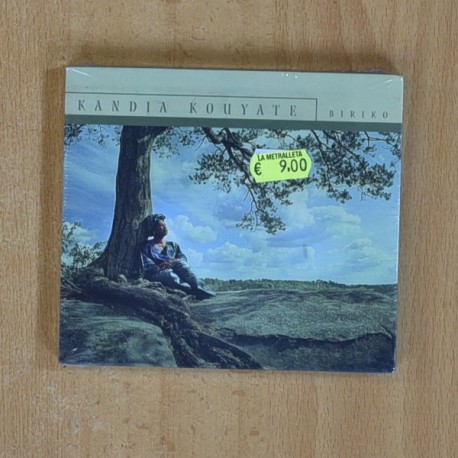 KANDIA KOUYATE
BIRIKO
LA METRALLETA
€ 9.00